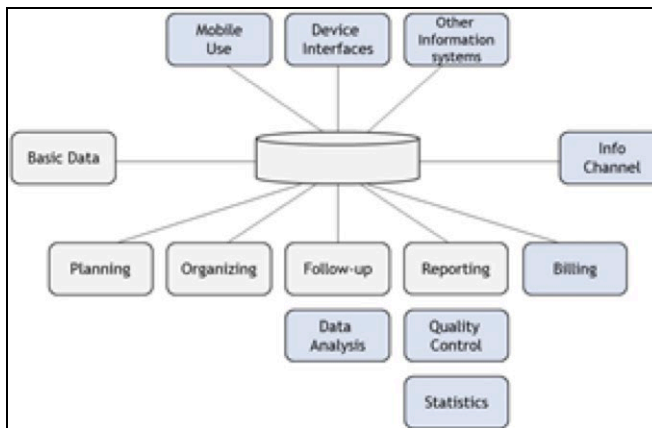 Mobile
Use
Device
Interfaces
Other
Information
systems
Basic Data
Info
Channel
Planning
Organizing
Follow-up
Reporting
Billing
Data
Analysis
Quality
Control
Statistics